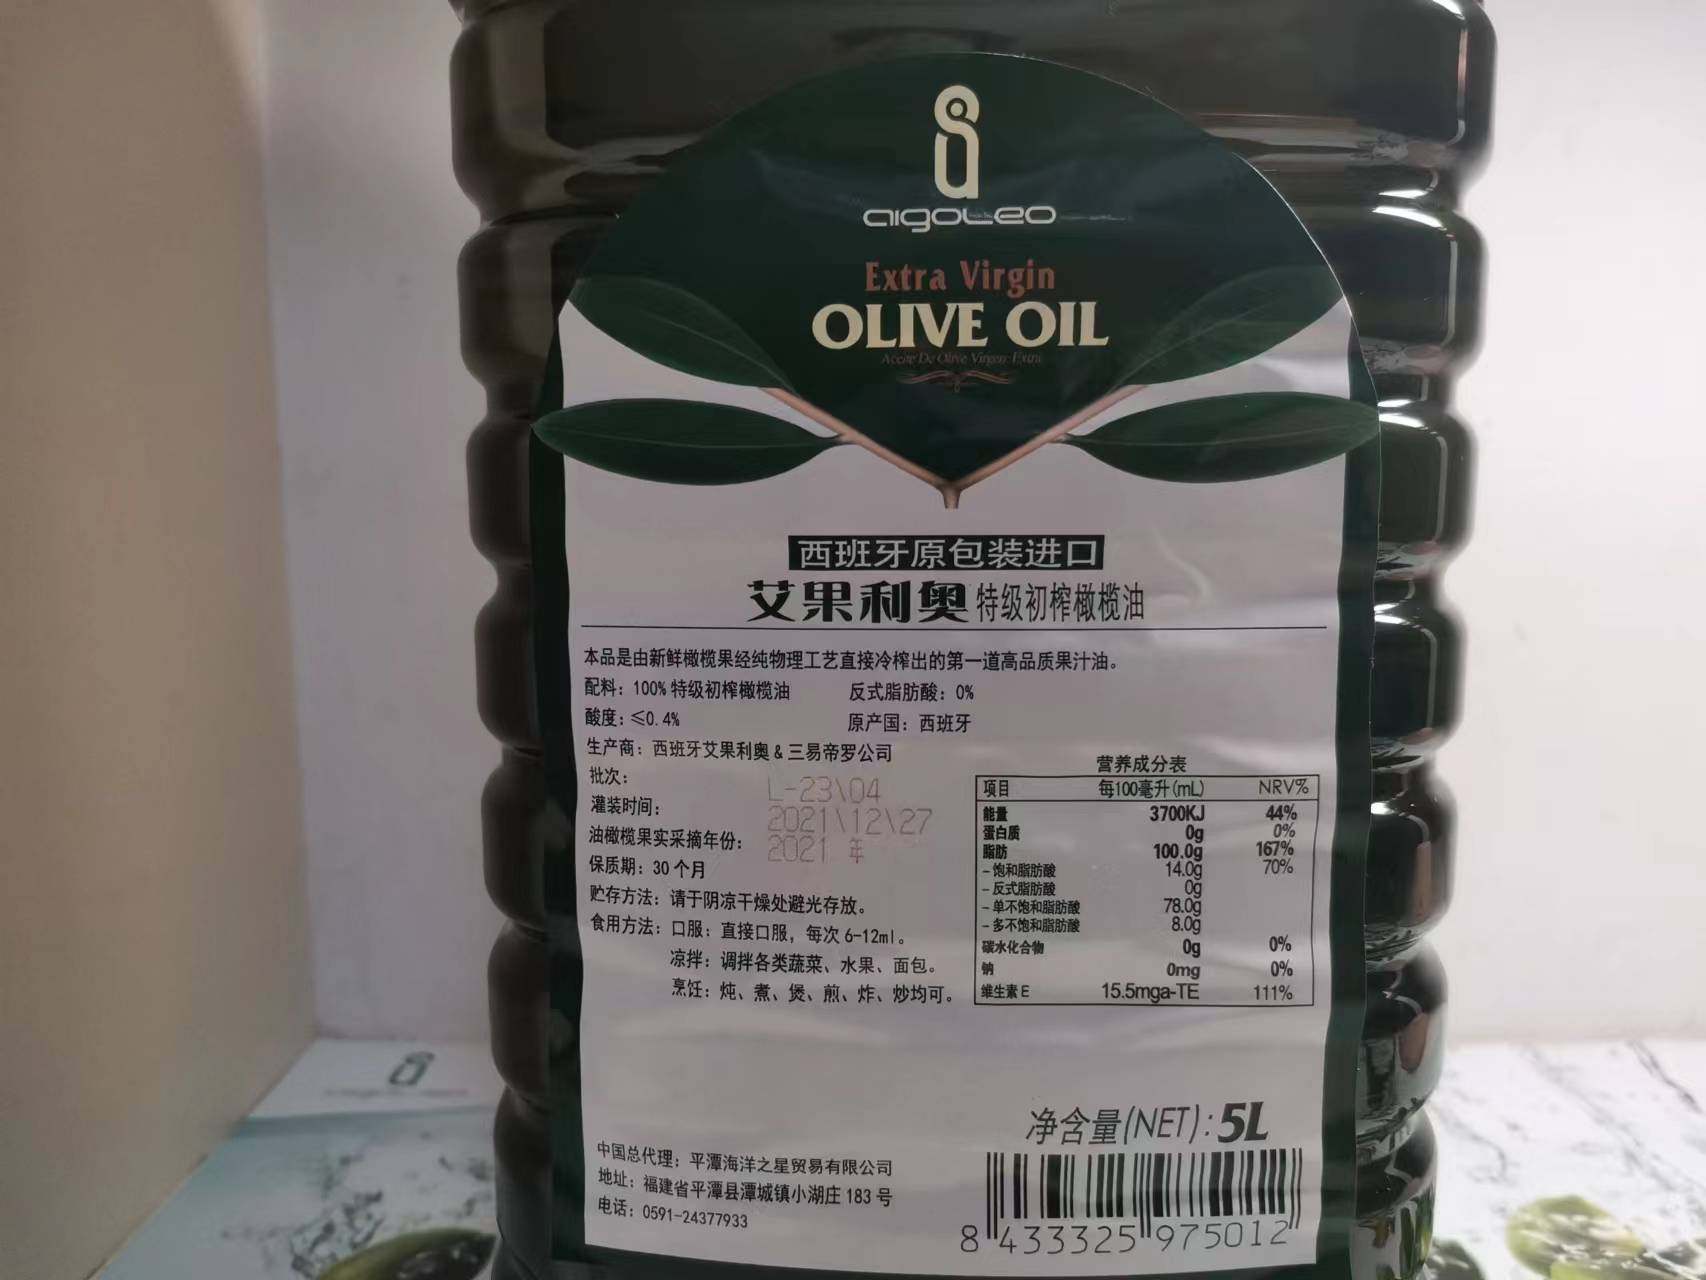 aigoleo
Extra Virgin
OLIVE OIL
Aceite De Olive Virgen Extra
西班牙原包装进口
艾果利奥 特级初榨橄榄油
本品是由新鲜橄榄果经纯物理工艺直接冷榨出的第一道高品质果汁油。
配料：100% 特级初榨橄榄油 反式脂肪酸：0%
酸度：≤0.4% 原产国：西班牙
生产商：西班牙艾果利奥 & 三易帝罗公司
批次： L-23\04
灌装时间： 2021\12\27
油橄榄果实采摘年份： 2021 年
保质期：30 个月
贮存方法：请于阴凉干燥处避光存放。
食用方法：口服：直接口服，每次 6-12ml。
凉拌：调拌各类蔬菜、水果、面包。
烹饪：炖、煮、煲、煎、炸、炒均可。
营养成分表
项目 每100毫升(mL) NRV%
能量 3700KJ 44%
蛋白质 0g 0%
脂肪 100.0g 167%
-饱和脂肪酸 14.0g 70%
-反式脂肪酸 0g
-单不饱和脂肪酸 78.0g
-多不饱和脂肪酸 8.0g
碳水化合物 0g 0%
钠 0mg 0%
维生素 E 15.5mga-TE 111%
净含量(NET):5L
中国总代理：平潭海洋之星贸易有限公司
地址：福建省平潭县潭城镇小湖庄 183 号
电话：0591-24377933
8 433325 975012